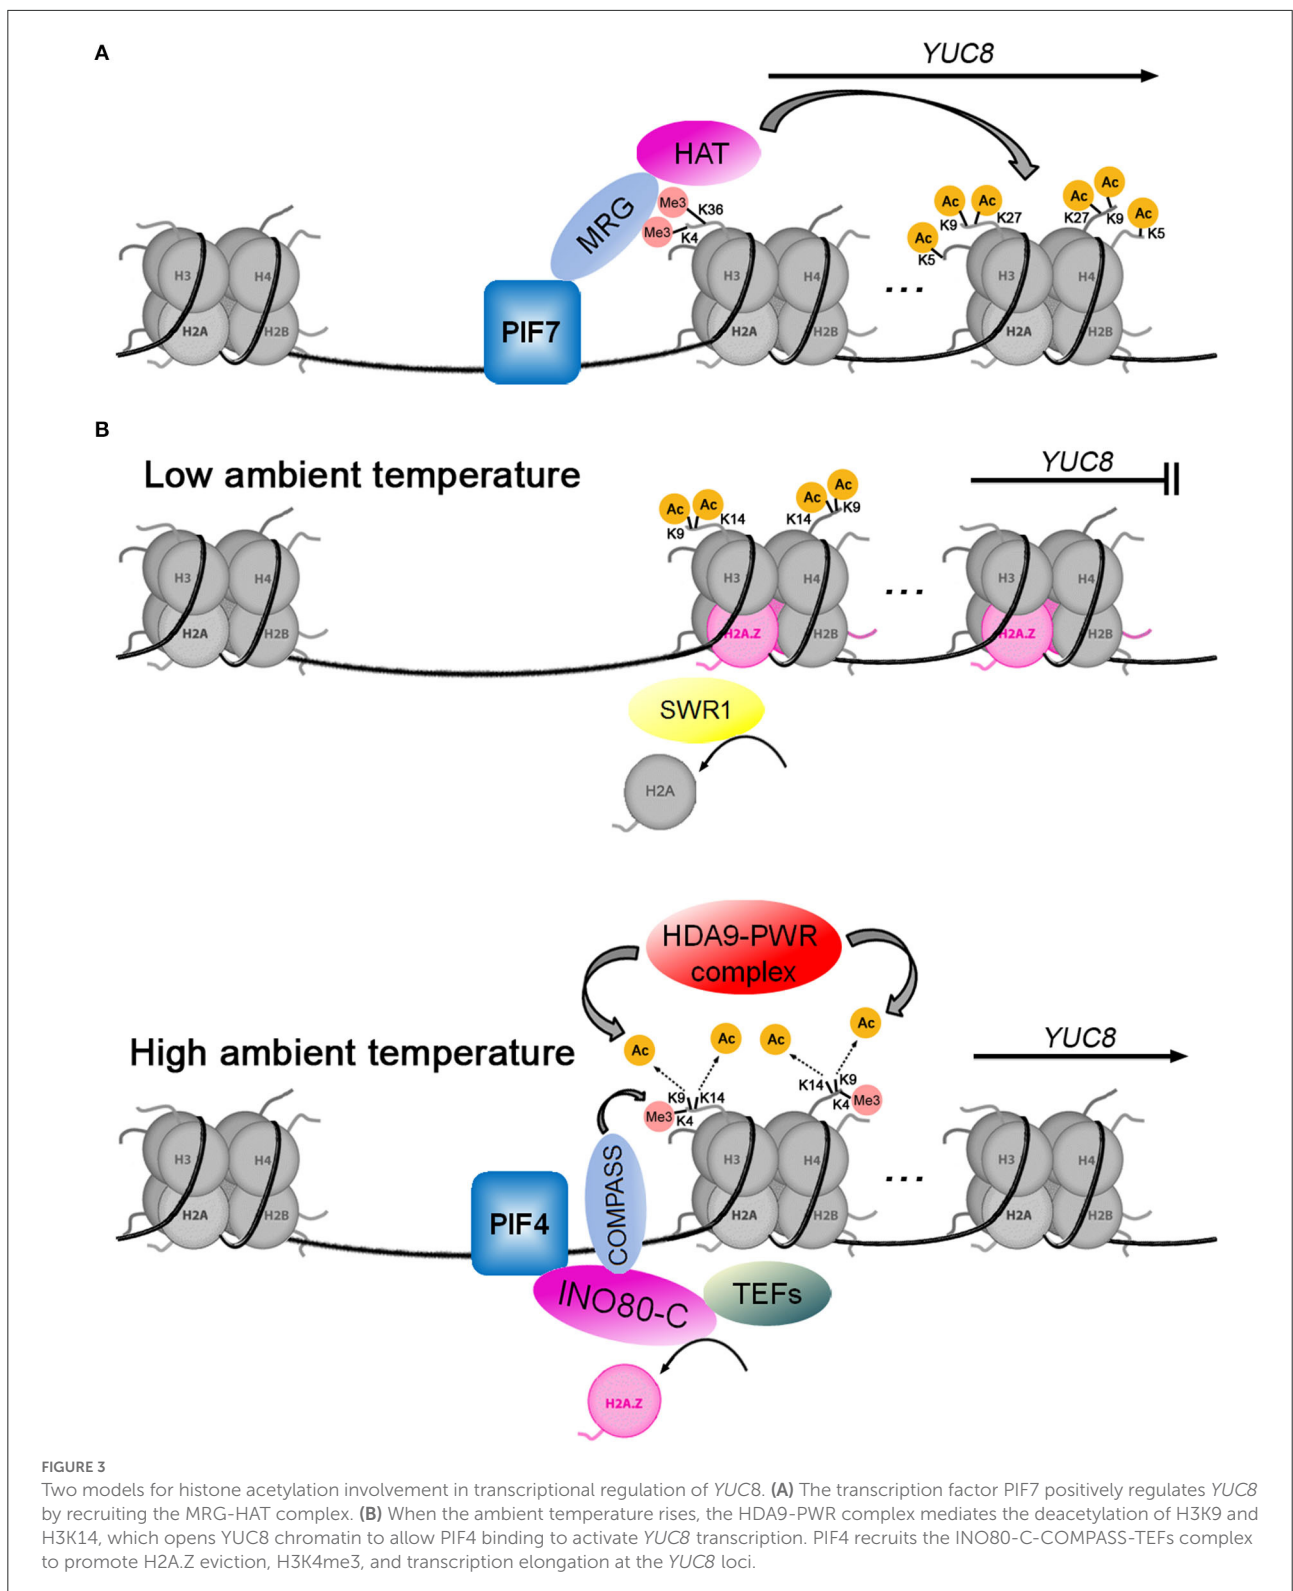 A
YUC8
HAT
MRG
Me3
K36
Me3
K4
Ac
Ac
K9
K27
Ac
K5
Ac
Ac
K27
K9
Ac
K5
H3
H4
H2A
H2B
PIF7
H3
H4
H2A
H2B
...
H3
H4
H2A
H2B
B
Low ambient temperature
YUC8
Ac
Ac
K9
K14
Ac
Ac
K14
K9
H3
H4
H2A
H2B
H3
H4
H2A.Z
H2B
...
H3
H4
H2A.Z
H2B
SWR1
H2A
HDA9-PWR
complex
High ambient temperature
YUC8
Ac
Ac
Ac
Ac
K9
K14
Me3
K4
K14
K9
K4
Me3
H3
H4
H2A
H2B
PIF4
COMPASS
H3
H4
H2A
H2B
...
H3
H4
H2A
H2B
INO80-C
TEFs
H2A.Z
FIGURE 3
Two models for histone acetylation involvement in transcriptional regulation of YUC8. (A) The transcription factor PIF7 positively regulates YUC8
by recruiting the MRG-HAT complex. (B) When the ambient temperature rises, the HDA9-PWR complex mediates the deacetylation of H3K9 and
H3K14, which opens YUC8 chromatin to allow PIF4 binding to activate YUC8 transcription. PIF4 recruits the INO80-C-COMPASS-TEFs complex
to promote H2A.Z eviction, H3K4me3, and transcription elongation at the YUC8 loci.